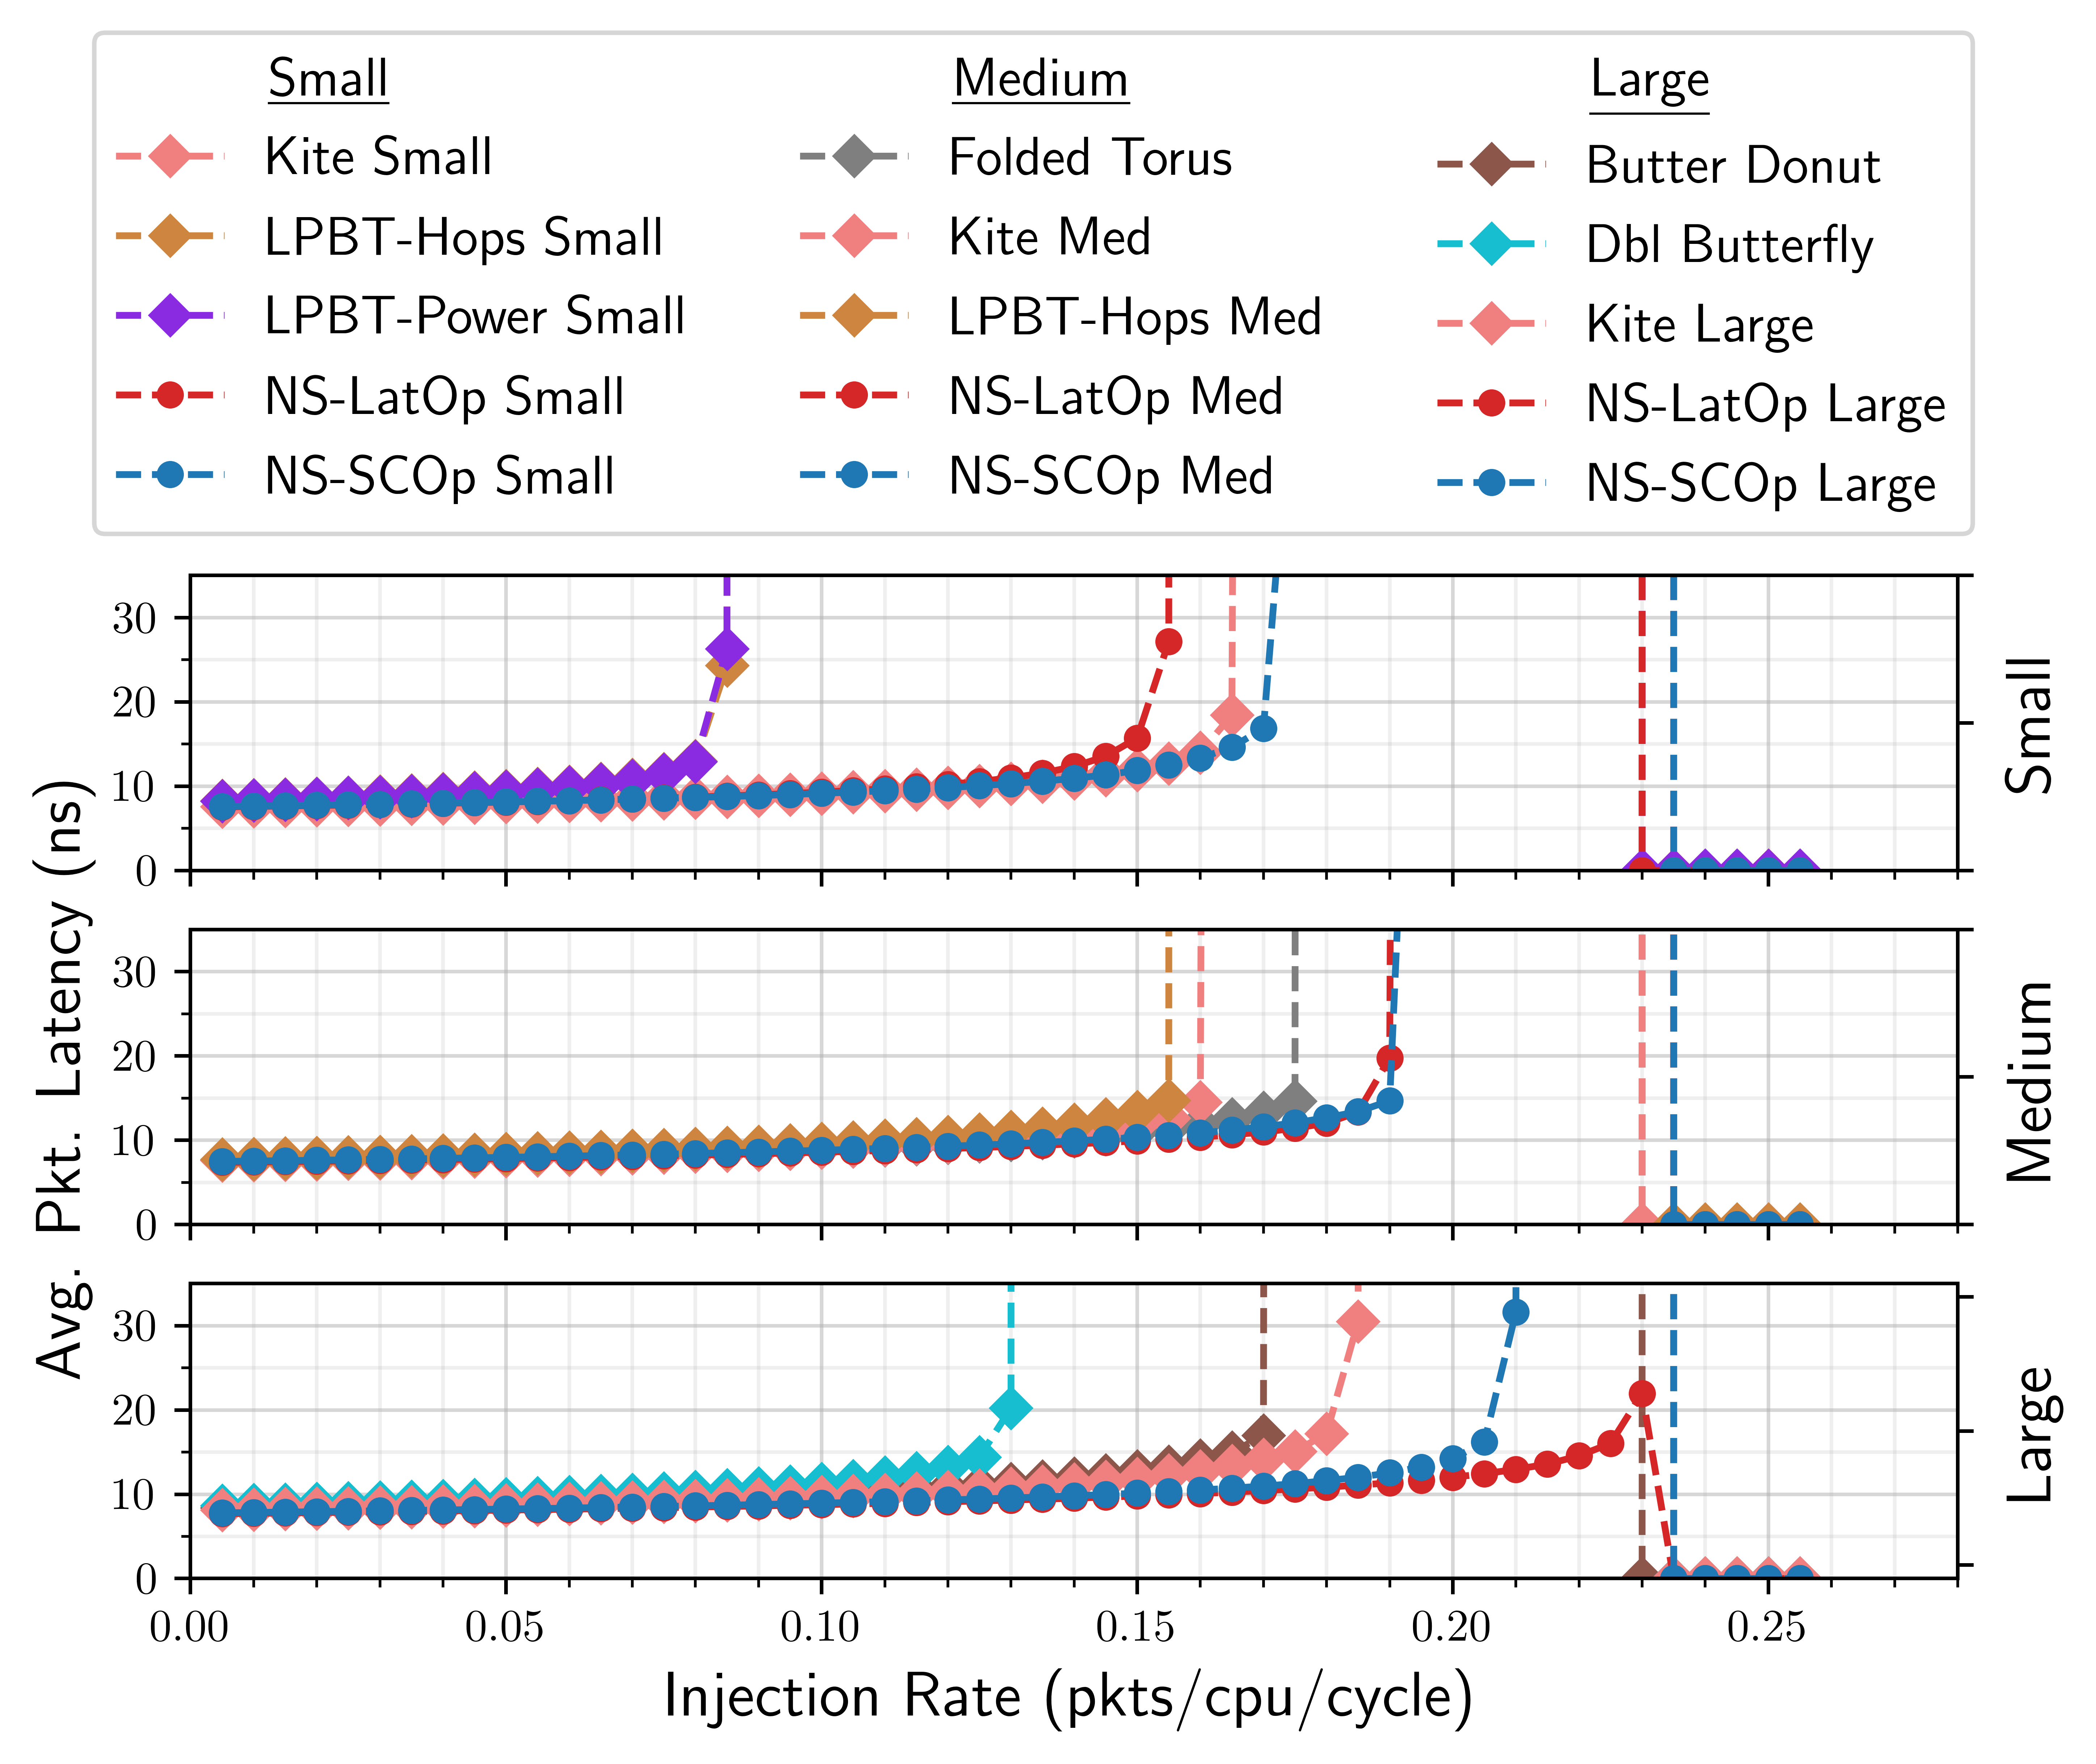 Small
Kite Small
LPBT-Hops Small
LPBT-Power Small
NS-LatOp Small
NS-SCOp Small
Medium
Folded Torus
Kite Med
LPBT-Hops Med
NS-LatOp Med
NS-SCOp Med
Large
Butter Donut
Dbl Butterfly
Kite Large
NS-LatOp Large
NS-SCOp Large
Avg. Pkt. Latency (ns)
30
20
10
0
Small
30
20
10
0
Medium
30
20
10
0
Large
0.00 0.05 0.10 0.15 0.20 0.25
Injection Rate (pkts/cpu/cycle)